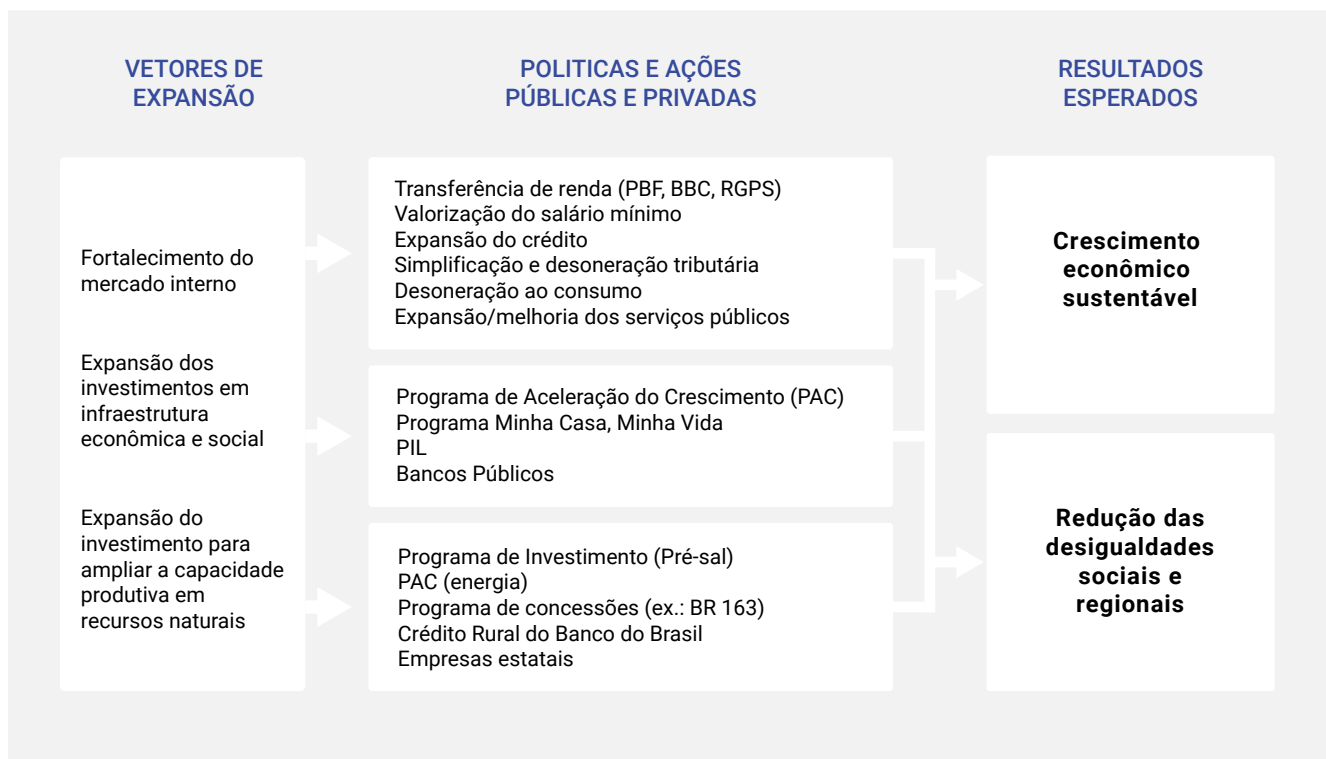 VETORES DE
EXPANSÃO
POLITICAS E AÇÕES
PÚBLICAS E PRIVADAS
RESULTADOS
ESPERADOS
Fortalecimento do
mercado interno
Expansão dos
investimentos em
infraestrutura
econômica e social
Expansão do
investimento para
ampliar a capacidade
produtiva em
recursos naturais
Transferência de renda (PBF, BBC, RGPS)
Valorização do salário mínimo
Expansão do crédito
Simplificação e desoneração tributária
Desoneração ao consumo
Expansão/melhoria dos serviços públicos
Programa de Aceleração do Crescimento (PAC)
Programa Minha Casa, Minha Vida
PIL
Bancos Públicos
Programa de Investimento (Pré-sal)
PAC (energia)
Programa de concessões (ex.: BR 163)
Crédito Rural do Banco do Brasil
Empresas estatais
Crescimento
econômico
sustentável
Redução das
desigualdades
sociais e
regionais